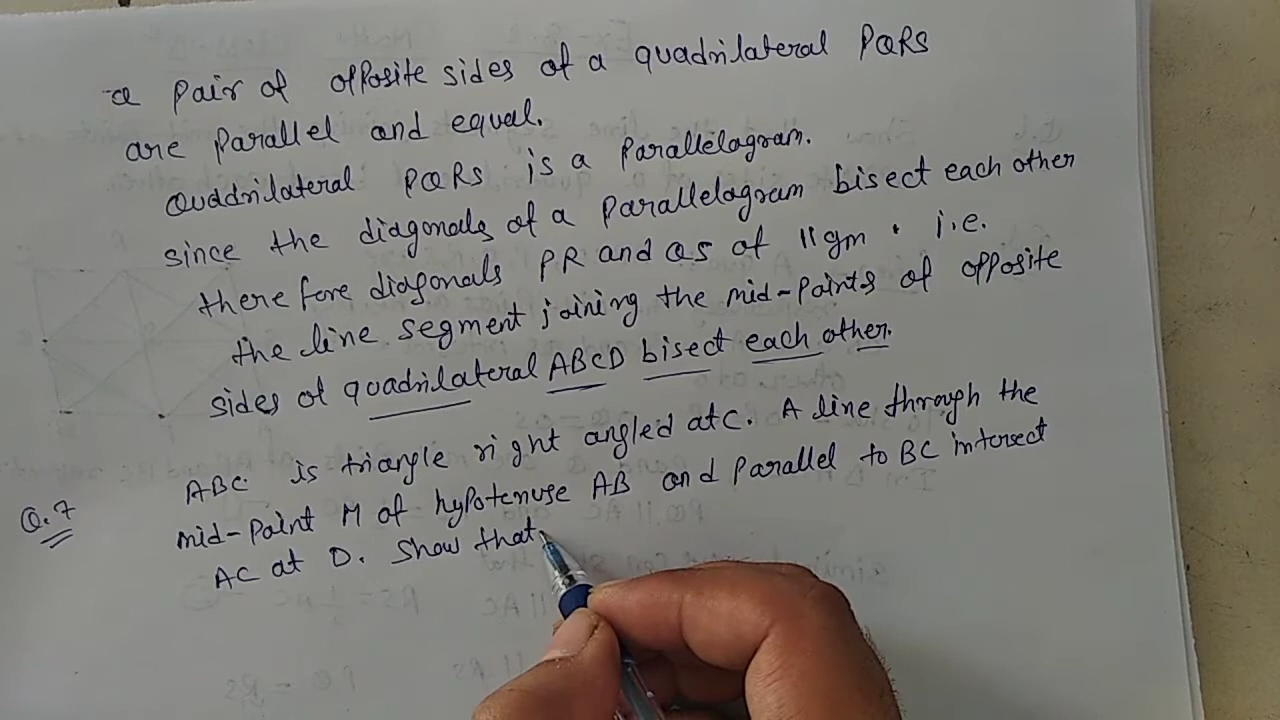 a pair of opposite sides of a quadrilateral PQRS
are parallel and equal.
Quadrilateral PQRS is a Parallelagram.
since the diagonals of a Parallelagram bisect each other
therefore diagonals PR and QS of ||gm . i.e.
the line segment joining the mid-points of opposite
sides of quadrilateral ABCD bisect each other.
Q.7 ABC is triangle right angled at C. A line through the
mid-point M of hypotenuse AB and parallel to BC intersect
AC at D. Show that